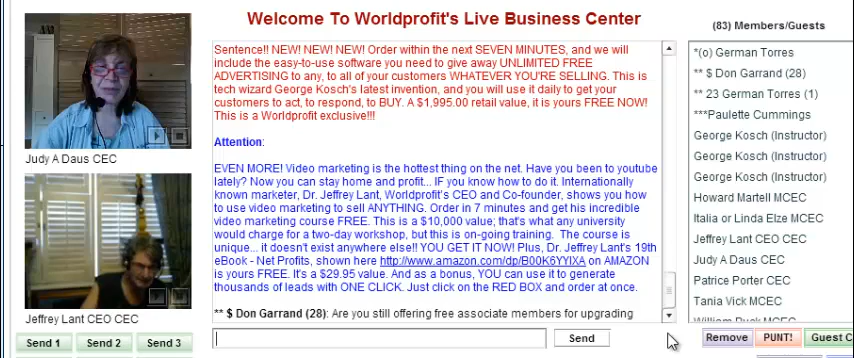 Welcome To Worldprofit's Live Business Center
(83) Members/Guests
Judy A Daus CEC
Jeffery Lant CEO CEC
Send 1 Send 2 Send 3
Sentence!! NEW! NEW! NEW! Order within the next SEVEN MINUTES, and we will
include the easy-to-use software you need to give away UNLIMITED FREE
ADVERTISING to any, to all of your customers WHATEVER YOU'RE SELLING. This is
tech wizard George Kosch's latest invention, and you will use it daily to get your
customers to act, to respond, to BUY. A $1,995.00 retail value, it is yours FREE NOW!
This is a Worldprofit exclusive!!!
Attention:
EVEN MORE! Video marketing is the hottest thing on the net. Have you been to youtube
lately? Now you can stay home and profit... IF you know how to do it. Internationally
known marketer, Dr. Jeffrey Lant, Worldprofit's CEO and Co-founder, shows you how
to use video marketing to sell ANYTHING. Order in 7 minutes and get his incredible
video marketing course FREE. This is a $10,000 value; that's what any university
would charge for a two-day workshop, but this is on-going training. The course is
unique... it doesn't exist anywhere else!! YOU GET IT NOW! Plus, Dr. Jeffrey Lant's 19th
eBook - Net Profits, shown here http://www.amazon.com/dp/B00K6YYIXA on AMAZON
is yours FREE. It's a $29.95 value. And as a bonus, YOU can use it to generate
thousands of leads with ONE CLICK. Just click on the RED BOX and order at once.
** $ Don Garrand (28): Are you still offering free associate members for upgrading
Send
*(o) German Torres
** $ Don Garrand (28)
** 23 German Torres (1)
***Paulette Cummings
George Kosch (Instructor)
George Kosch (Instructor)
George Kosch (Instructor)
Howard Martell MCEC
Italia or Linda Elze MCEC
Jeffery Lant CEO CEC
Judy A Daus CEC
Patrice Porter CEC
Tania Vick MCEC
William Buck MCEC
Remove PUNT! Guest C